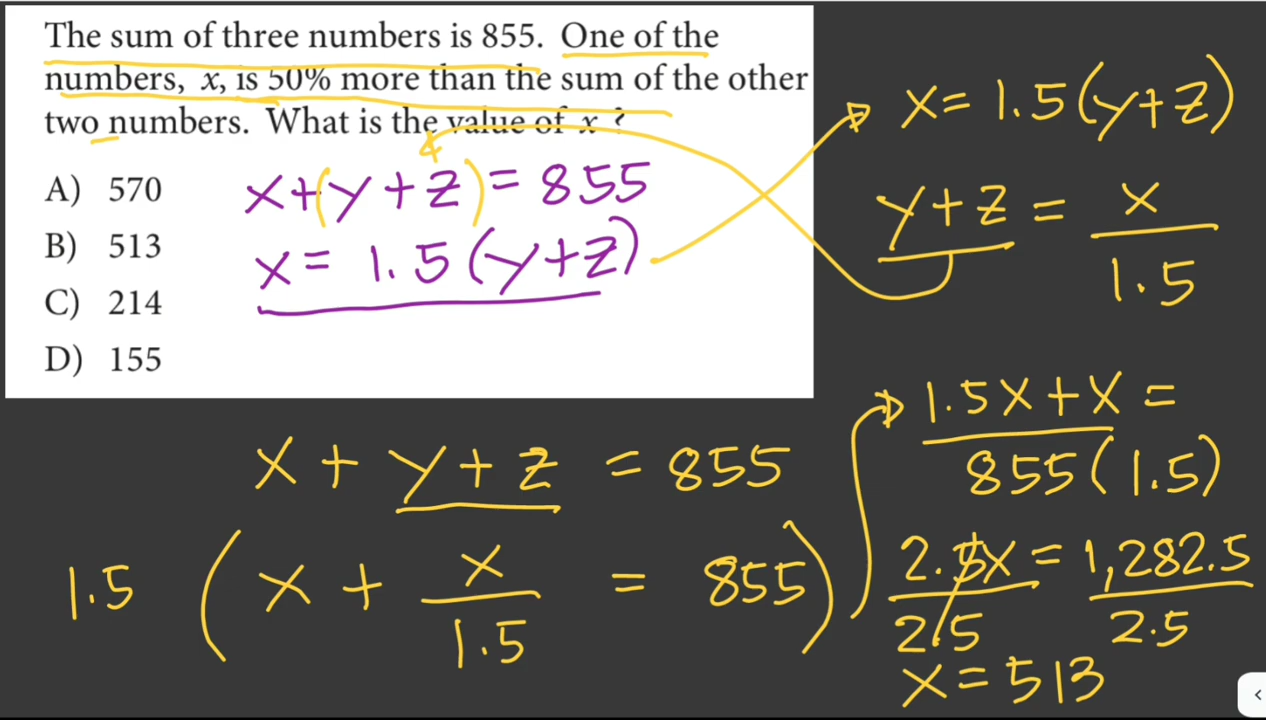 The sum of three numbers is 855. One of the
numbers, x, is 50% more than the sum of the other
two numbers. What is the value of x ?
A) 570
B) 513
C) 214
D) 155
x+(y+z)=855
x=1.5(y+z)
x=1.5(y+z)
y+z = x/1.5
x+y+z=855
1.5(x+x/1.5=855)
1.5x+x=
855(1.5)
2.5x=1,282.5
2.5 2.5
x=513